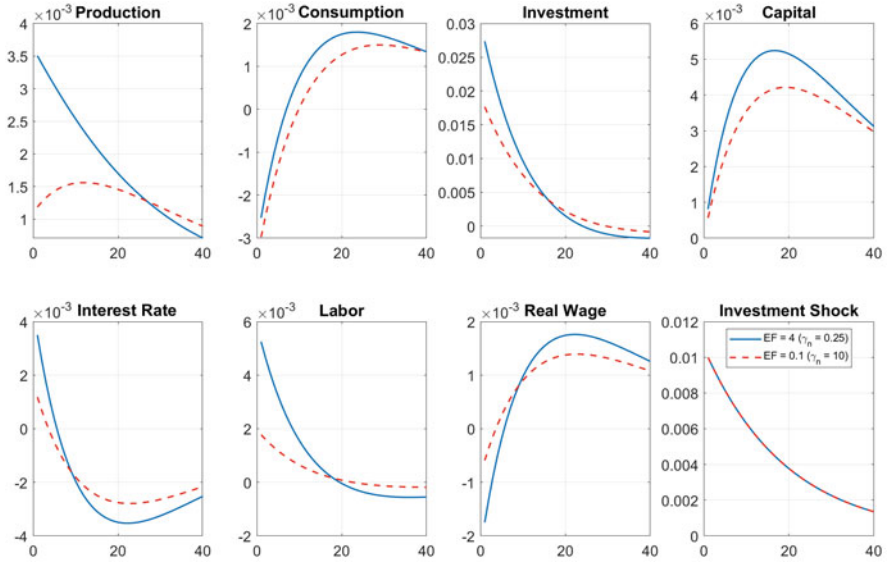 ×10⁻³ Production
4
3.5
3
2.5
2
1.5
1
0 20 40
×10⁻³ Consumption
2
1
0
-1
-2
-3
0 20 40
Investment
0.03
0.025
0.02
0.015
0.01
0.005
0
0 20 40
×10⁻³ Capital
6
5
4
3
2
1
0
0 20 40
×10⁻³ Interest Rate
4
2
0
-2
-4
0 20 40
×10⁻³ Labor
6
4
2
0
-2
0 20 40
×10⁻³ Real Wage
2
1
0
-1
-2
0 20 40
Investment Shock
0.012
0.01
0.008
0.006
0.004
0.002
0
0 20 40
EF = 4 (γₙ = 0.25)
EF = 0.1 (γₙ = 10)